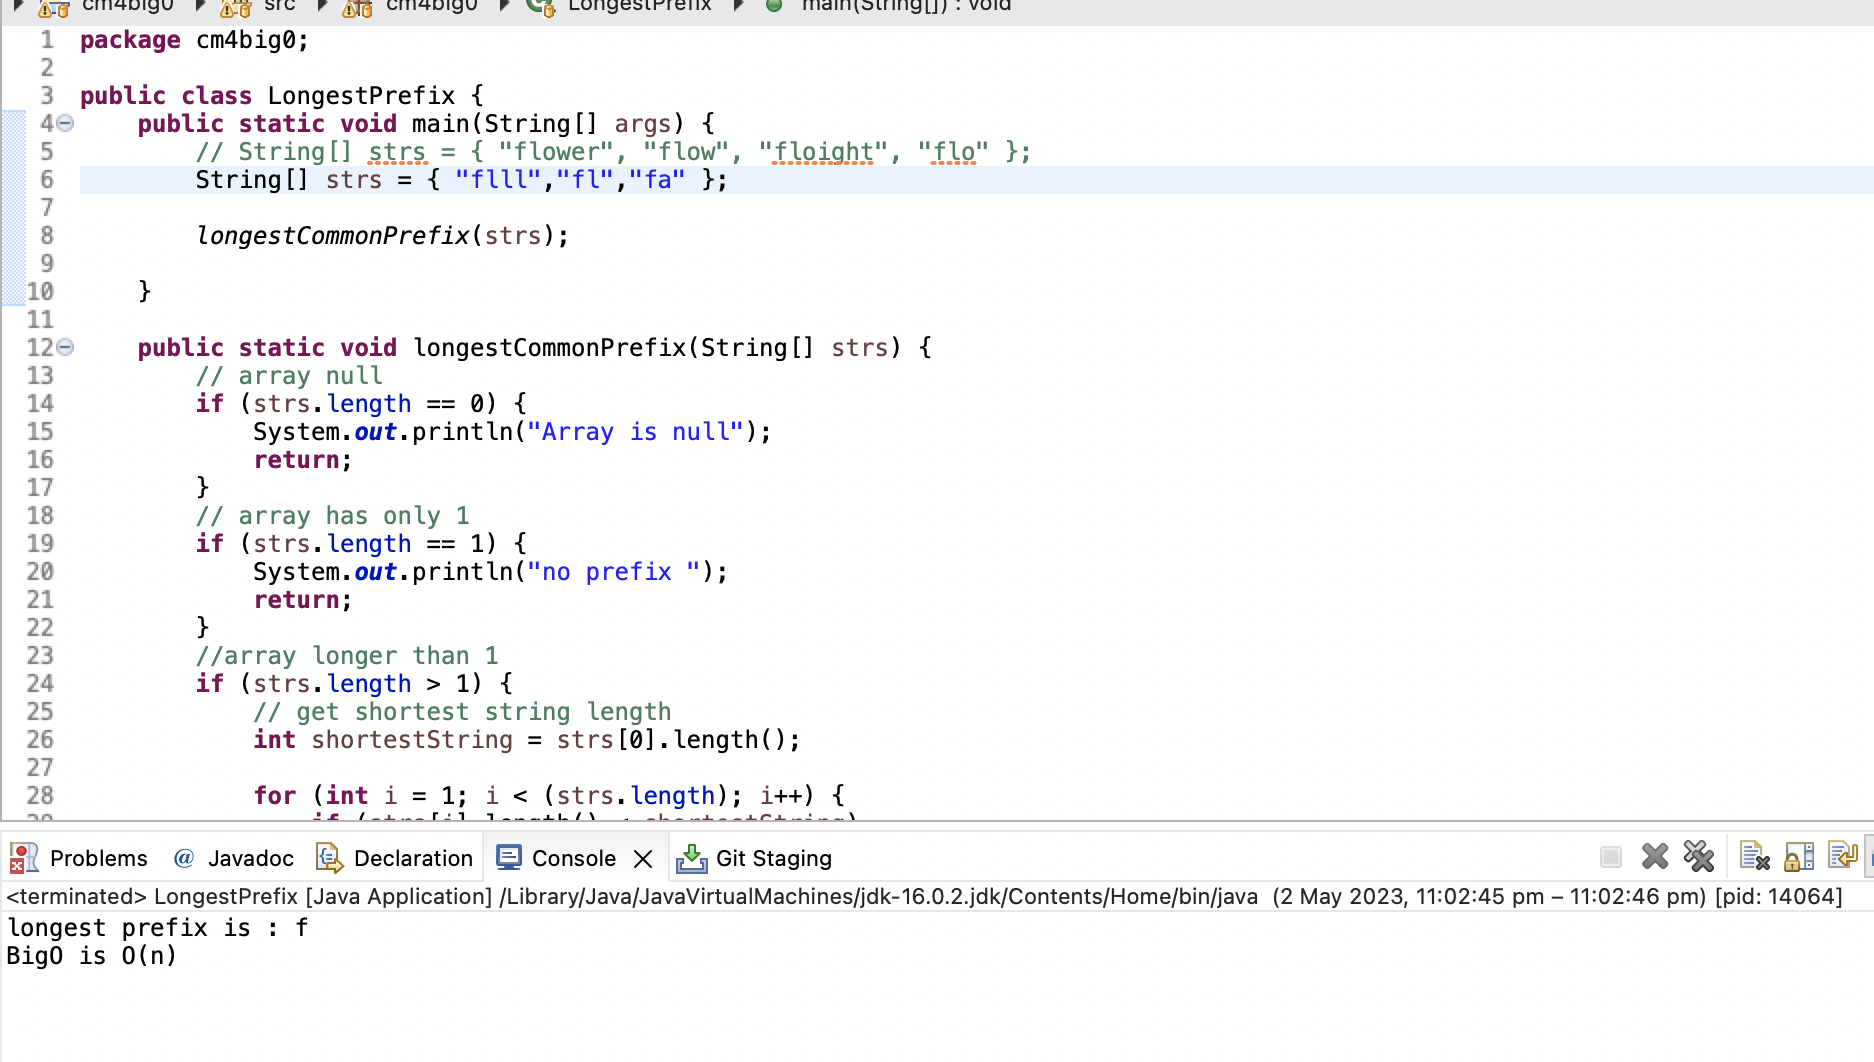 cm4big0 src cm4big0 LongestPrefix main(String[]) : void
1 package cm4big0;
2
3 public class LongestPrefix {
4 public static void main(String[] args) {
5 // String[] strs = { "flower", "flow", "floight", "flo" };
6 String[] strs = { "flll","fl","fa" };
7
8 longestCommonPrefix(strs);
9
10 }
11
12 public static void longestCommonPrefix(String[] strs) {
13 // array null
14 if (strs.length == 0) {
15 System.out.println("Array is null");
16 return;
17 }
18 // array has only 1
19 if (strs.length == 1) {
20 System.out.println("no prefix ");
21 return;
22 }
23 //array longer than 1
24 if (strs.length > 1) {
25 // get shortest string length
26 int shortestString = strs[0].length();
27
28 for (int i = 1; i < (strs.length); i++) {
29 if (strs[i].length() < shortestString)
Problems @ Javadoc Declaration Console Git Staging
<terminated> LongestPrefix [Java Application] /Library/Java/JavaVirtualMachines/jdk-16.0.2.jdk/Contents/Home/bin/java (2 May 2023, 11:02:45 pm – 11:02:46 pm) [pid: 14064]
longest prefix is : f
BigO is O(n)